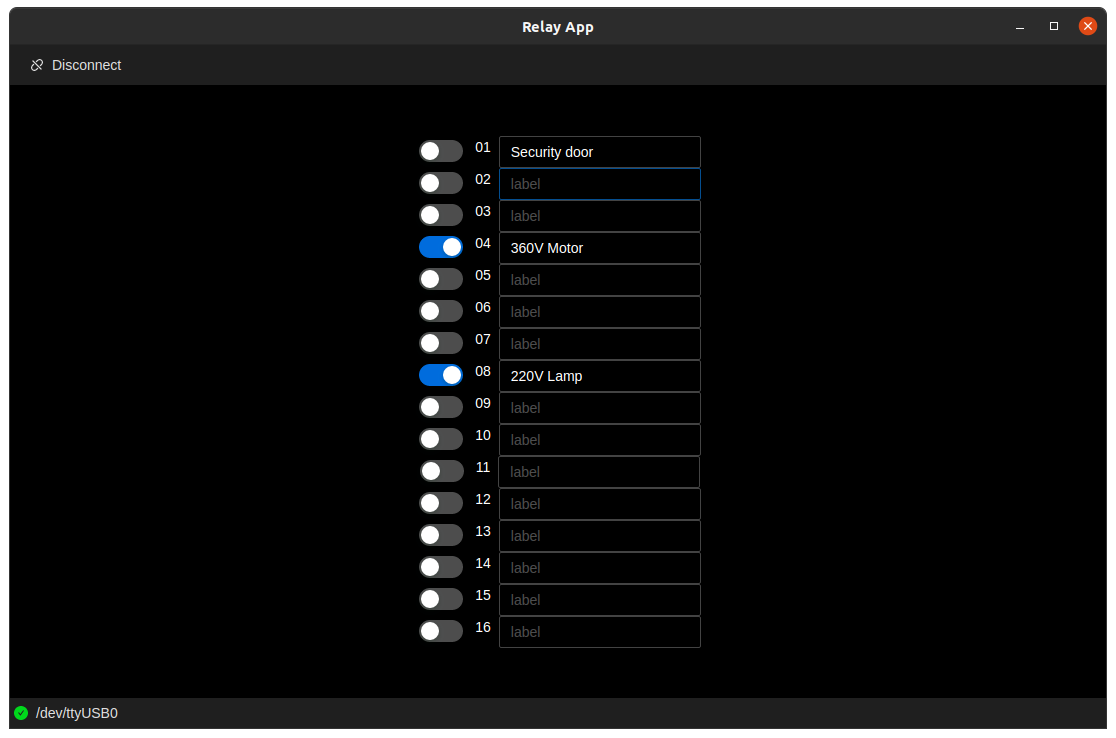 Relay App
Disconnect
01 Security door
02 label
03 label
04 360V Motor
05 label
06 label
07 label
08 220V Lamp
09 label
10 label
11 label
12 label
13 label
14 label
15 label
16 label
/dev/ttyUSB0